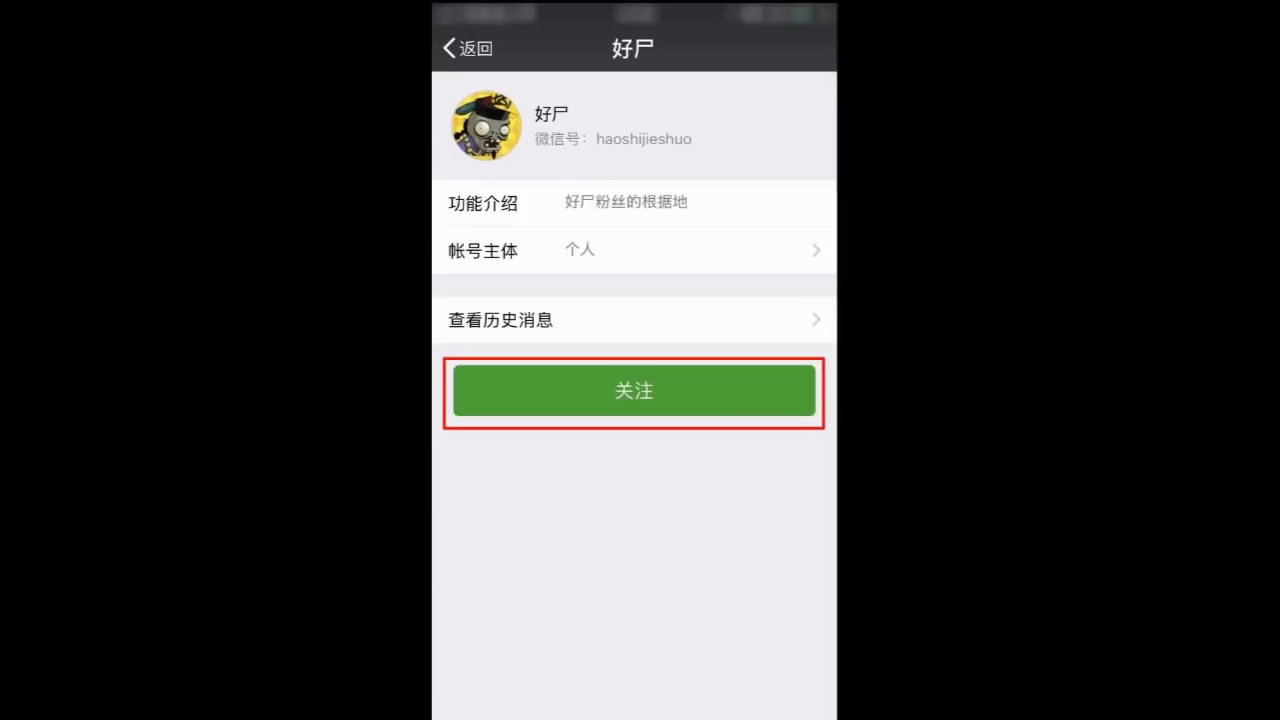 返回
好尸
好尸
微信号：haoshijieshuo
功能介绍 好尸粉丝的根据地
帐号主体 个人
查看历史消息
关注